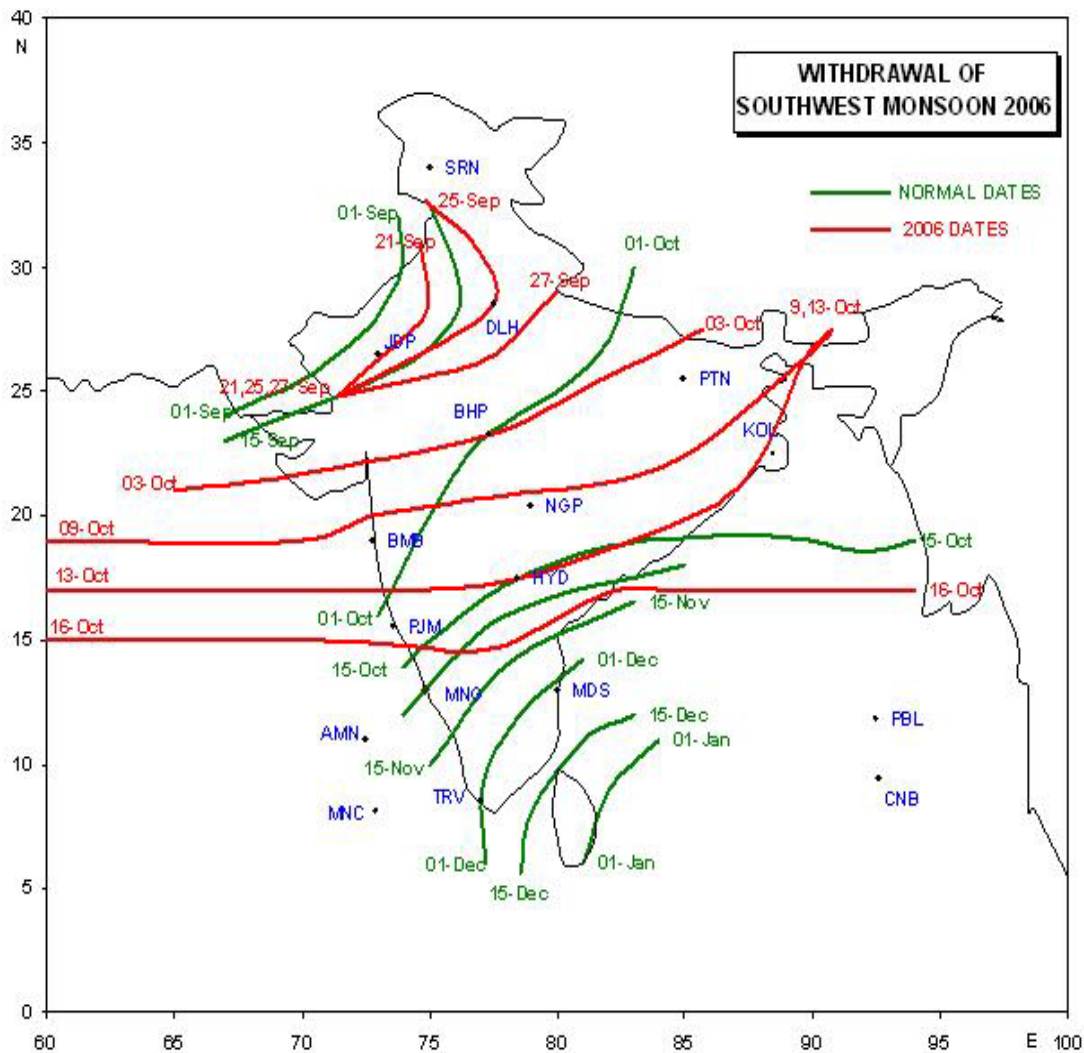 40
N
WITHDRAWAL OF
SOUTHWEST MONSOON 2006
35
SRN
25-Sep
NORMAL DATES
01-Sep
2006 DATES
21-Sep
01-Oct
30
27-Sep
9,13-Oct
03-Oct
DLH
JDP
PTN
25
21,25,27-Sep
01-Sep
BHP
KOL
15-Sep
03-Oct
NGP
20
09-Oct
BMB
15-Oct
HYD
13-Oct
16-Oct
15-Nov
01-Oct
PJM
16-Oct
15
15-Oct
01-Dec
MNG
MDS
15-Dec
PBL
AMN
01-Jan
15-Nov
10
TRV
CNB
MNC
01-Dec
01-Jan
15-Dec
5
0
60 65 70 75 80 85 90 95 E 100